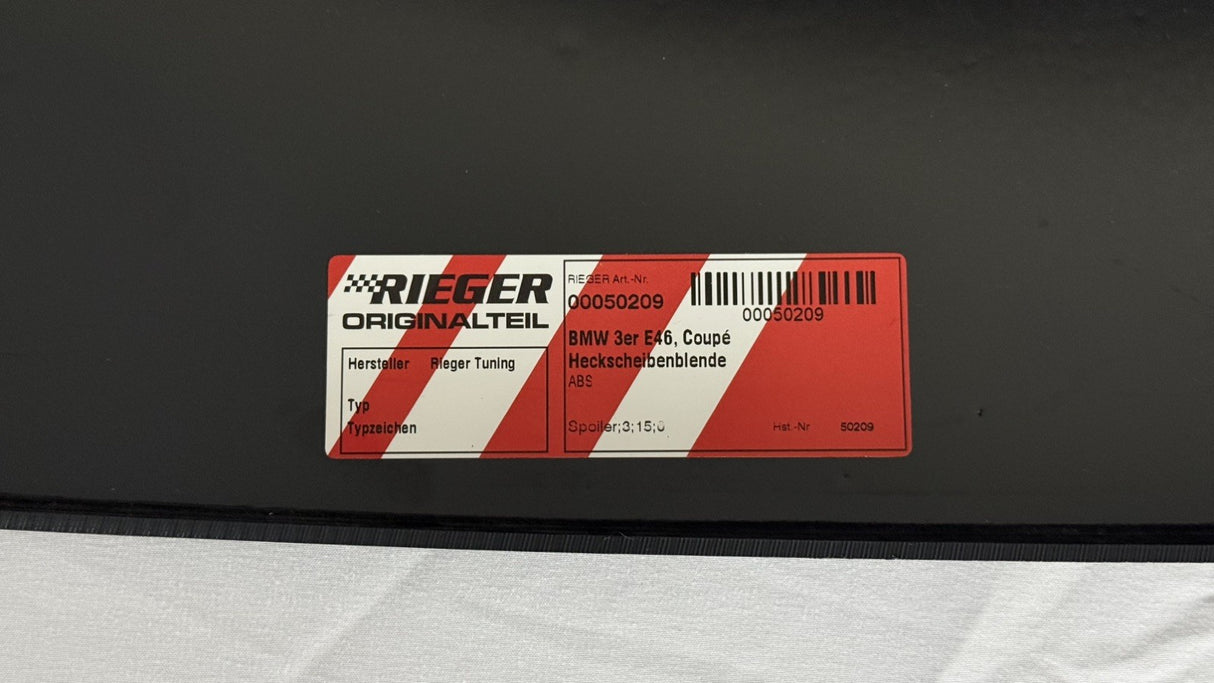 RIEGER
ORIGINALTEIL
Hersteller Rieger Tuning
Typ
Typzeichen
RIEGER Art.-Nr.
00050209
00050209
BMW 3er E46, Coupé
Heckscheibenblende
ABS
Spoiler;3;15;0
Hst.-Nr 50209